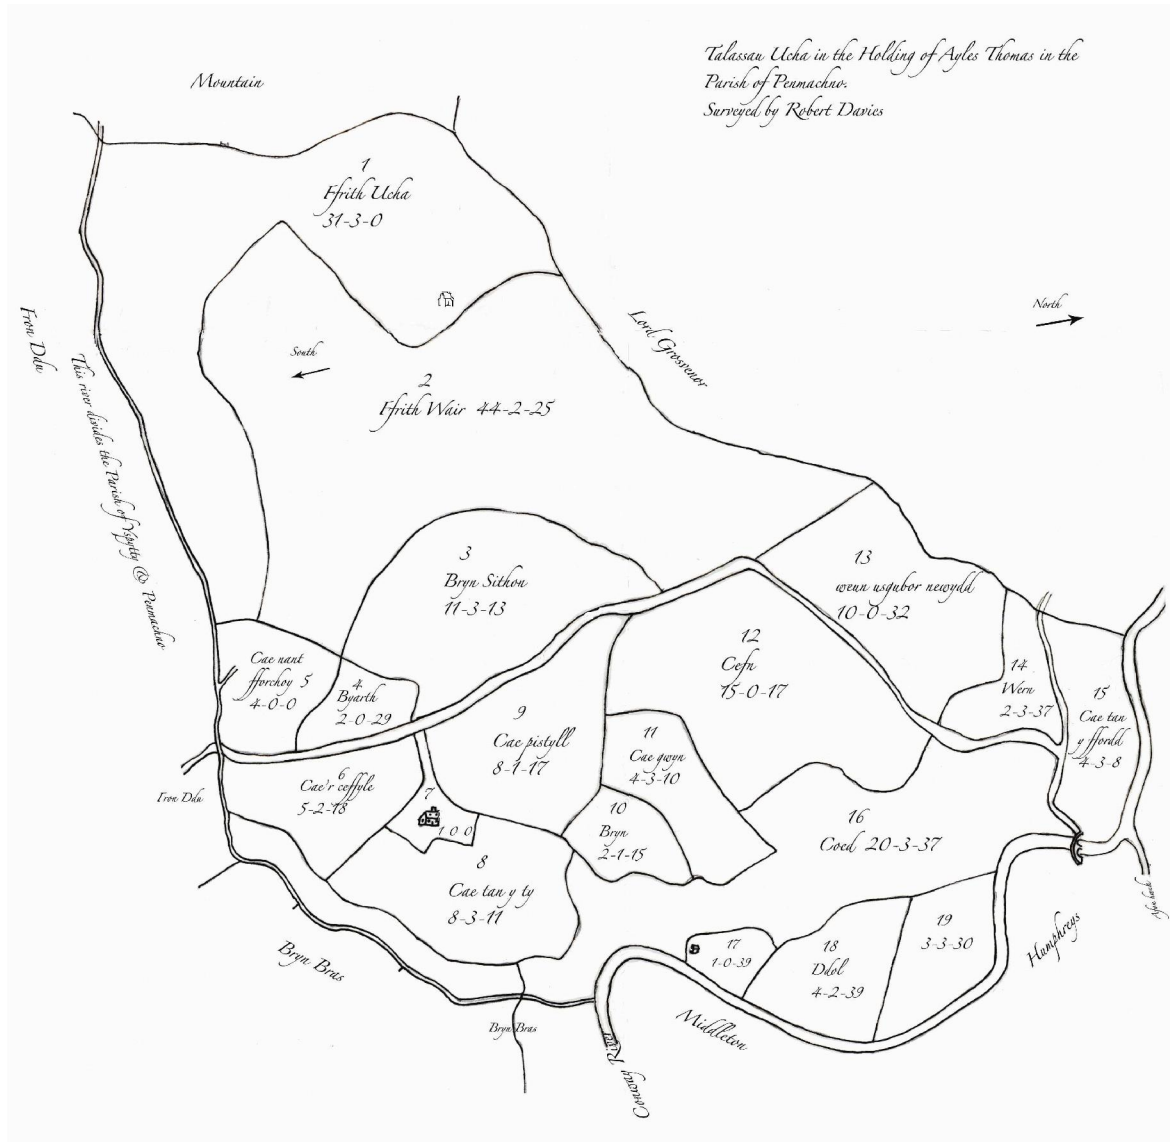 Talassau Ucha in the Holding of Ayles Thomas in the
Parish of Penmachno.
Surveyed by Robert Davies
Mountain
1
Ffrith Ucha
31-3-0
North
Fron Ddu
Lord Grosvenor
South
This river divides the Parish of Yspytty & Penmachno
2
Ffrith Wair 44-2-25
3
Bryn Sithon
11-3-13
13
weun usgubor newydd
10-0-32
12
Cefn
15-0-17
Cae nant
fforchoy 5
4-0-0
4
Byarth
2-0-29
14
Wern
2-3-37
15
Cae tan
y ffordd
4-3-8
9
Cae pistyll
8-1-17
11
Cae gwyn
4-3-10
6
Cae'r ceffyle
5-2-18
Fron Ddu
7
1 0 0
10
Bryn
2-1-15
16
Coed 20-3-37
8
Cae tan y ty
8-3-11
17
1-0-39
18
Ddol
4-2-39
19
3-3-30
Humphreys
Bryn Bras
Bryn Bras
Middleton
Conway River